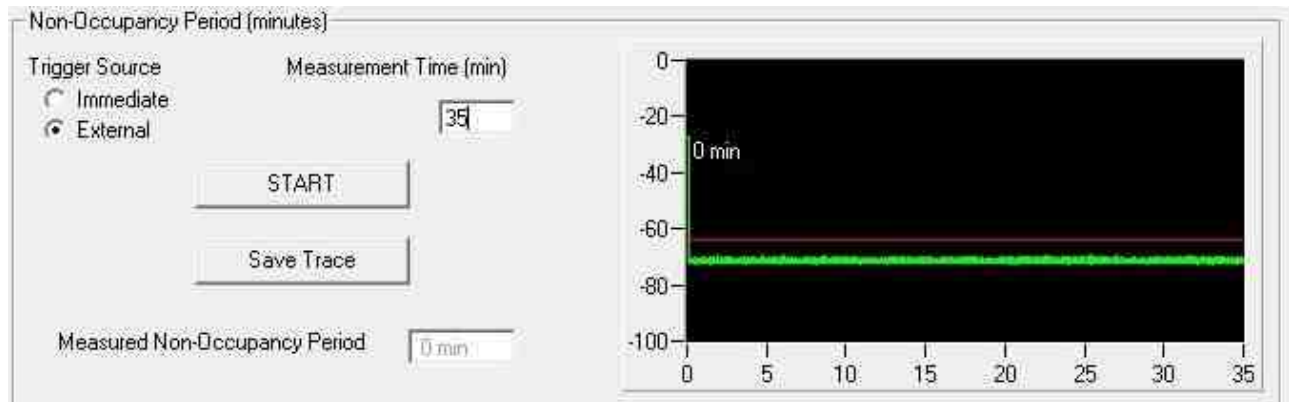 Non-Occupancy Period (minutes)
Trigger Source
Immediate
External
Measurement Time (min)
35
START
Save Trace
Measured Non-Occupancy Period
0 min
0
-20
-40
-60
-80
-100
0 min
0 5 10 15 20 25 30 35